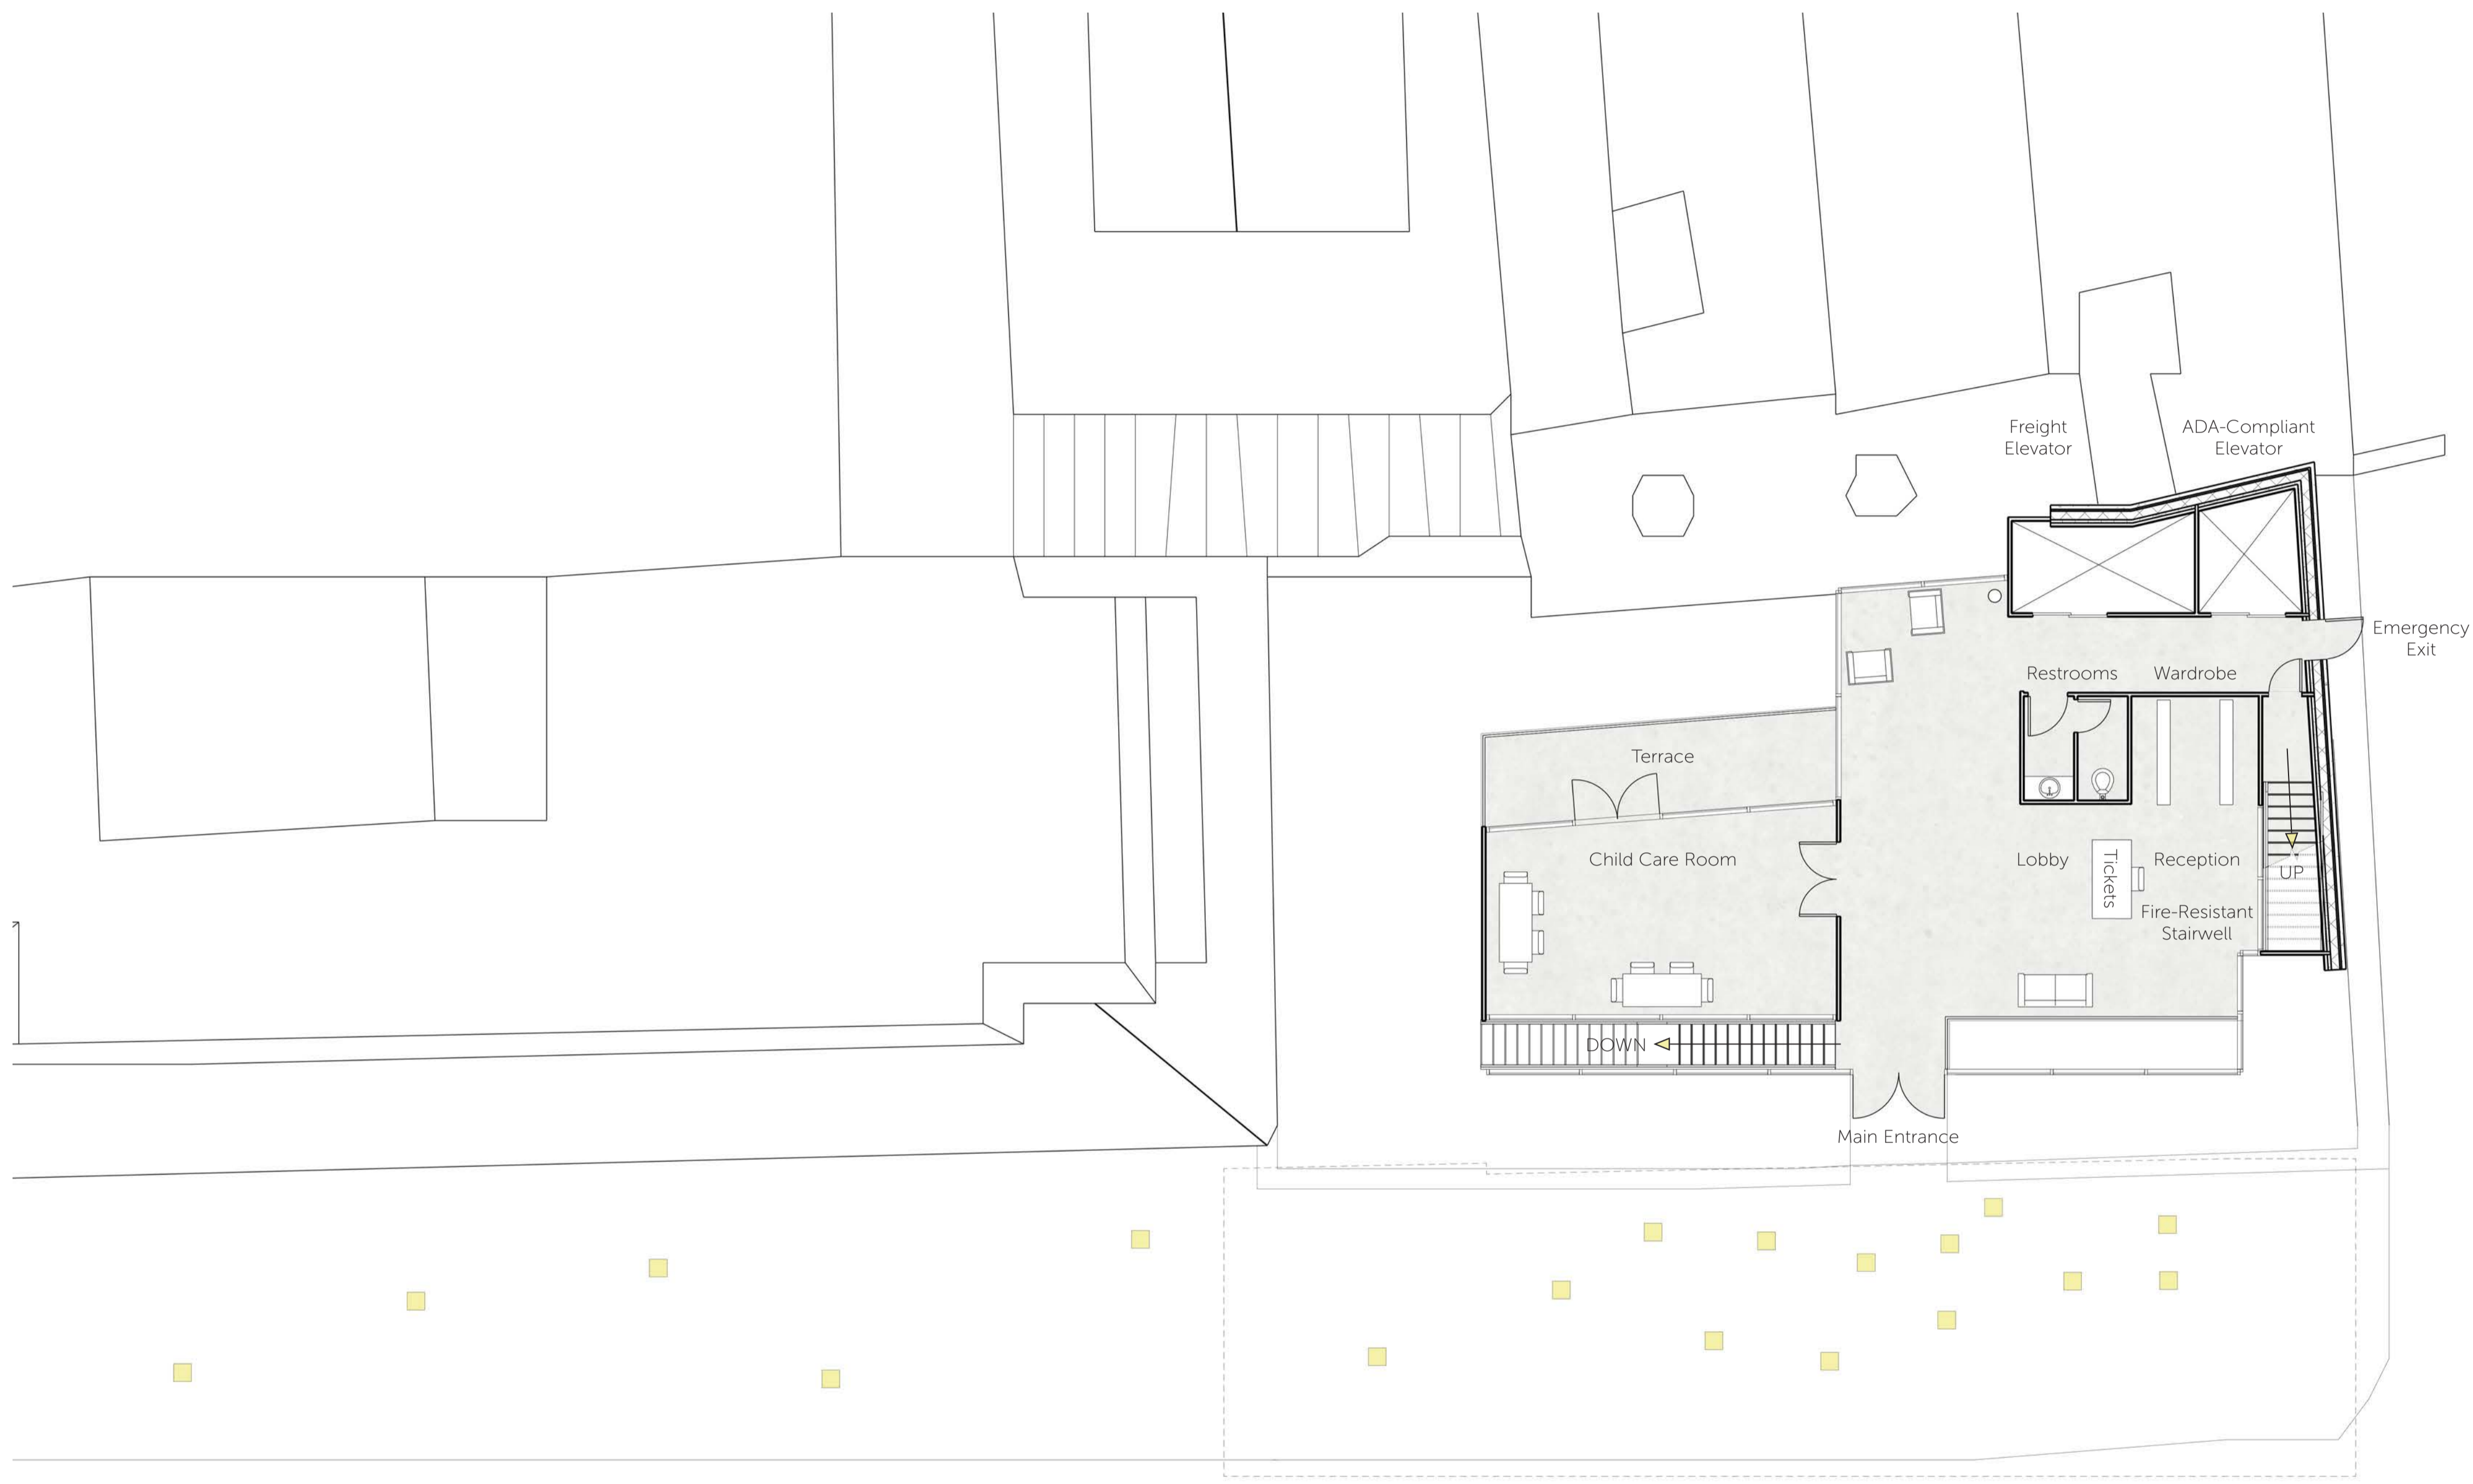 Freight
Elevator
ADA-Compliant
Elevator
Emergency
Exit
Restrooms
Wardrobe
Terrace
Child Care Room
Lobby
Tickets
Reception
UP
Fire-Resistant
Stairwell
DOWN
Main Entrance